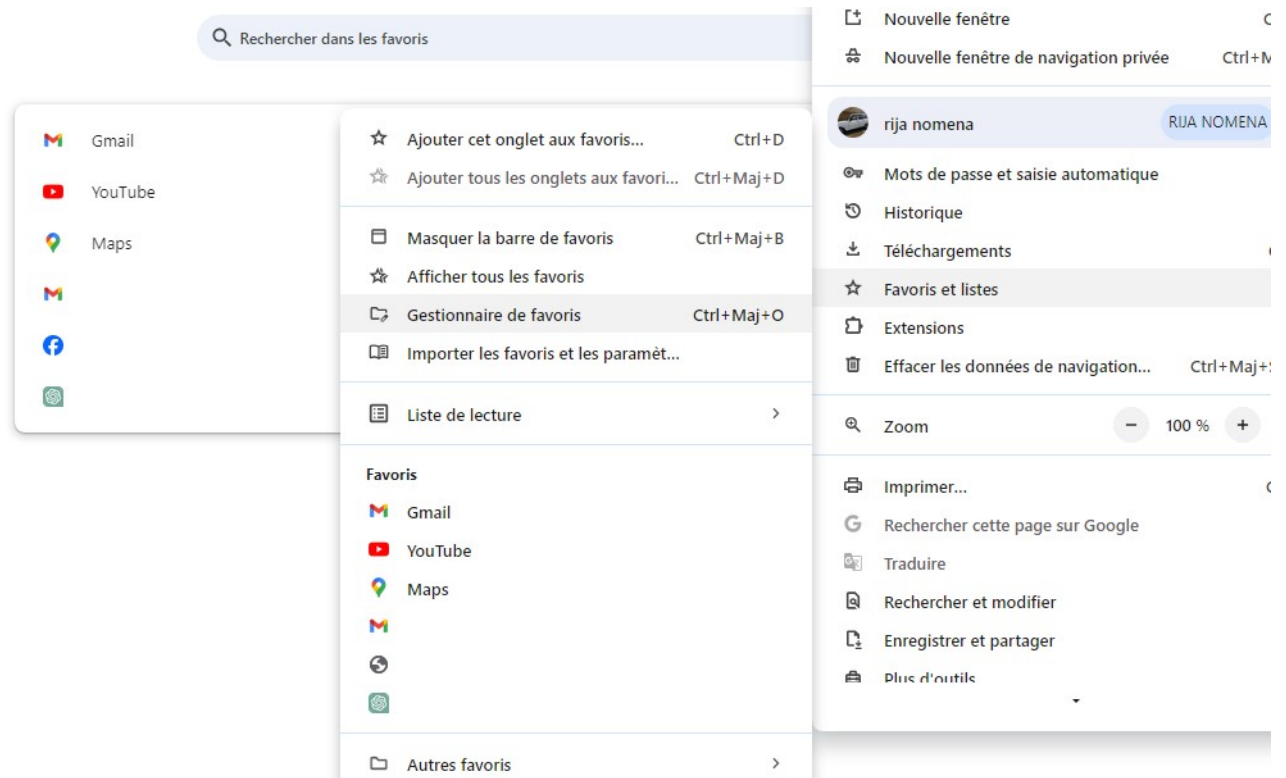 Rechercher dans les favoris
Gmail
YouTube
Maps
Ajouter cet onglet aux favoris... Ctrl+D
Ajouter tous les onglets aux favori... Ctrl+Maj+D
Masquer la barre de favoris Ctrl+Maj+B
Afficher tous les favoris
Gestionnaire de favoris Ctrl+Maj+O
Importer les favoris et les paramèt...
Liste de lecture
Favoris
Gmail
YouTube
Maps
Autres favoris
Nouvelle fenêtre
Nouvelle fenêtre de navigation privée
rija nomena RIJA NOMENA
Mots de passe et saisie automatique
Historique
Téléchargements
Favoris et listes
Extensions
Effacer les données de navigation...
Zoom - 100 % +
Imprimer...
Rechercher cette page sur Google
Traduire
Rechercher et modifier
Enregistrer et partager
Plus d'outils